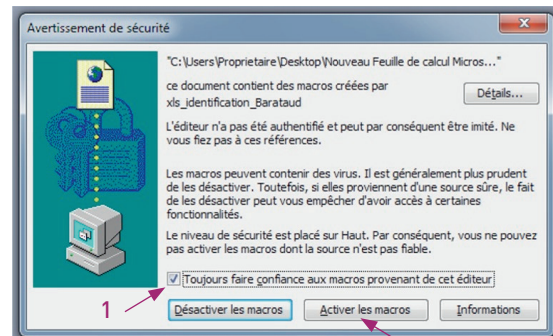 Avertissement de sécurité
"C:\Users\Proprietaire\Desktop\Nouveau Feuille de calcul Micros..."
ce document contient des macros créées par
xls_identification_Barataud
Détails...
L'éditeur n'a pas été authentifié et peut par conséquent être imité. Ne
vous fiez pas à ces références.
Les macros peuvent contenir des virus. Il est généralement plus prudent
de les désactiver. Toutefois, si elles proviennent d'une source sûre, le fait
de les désactiver peut vous empêcher d'avoir accès à certaines
fonctionnalités.
Le niveau de sécurité est placé sur Haut. Par conséquent, vous ne pouvez
pas activer les macros dont la source n'est pas fiable.
Toujours faire confiance aux macros provenant de cet éditeur
1
Désactiver les macros Activer les macros Informations